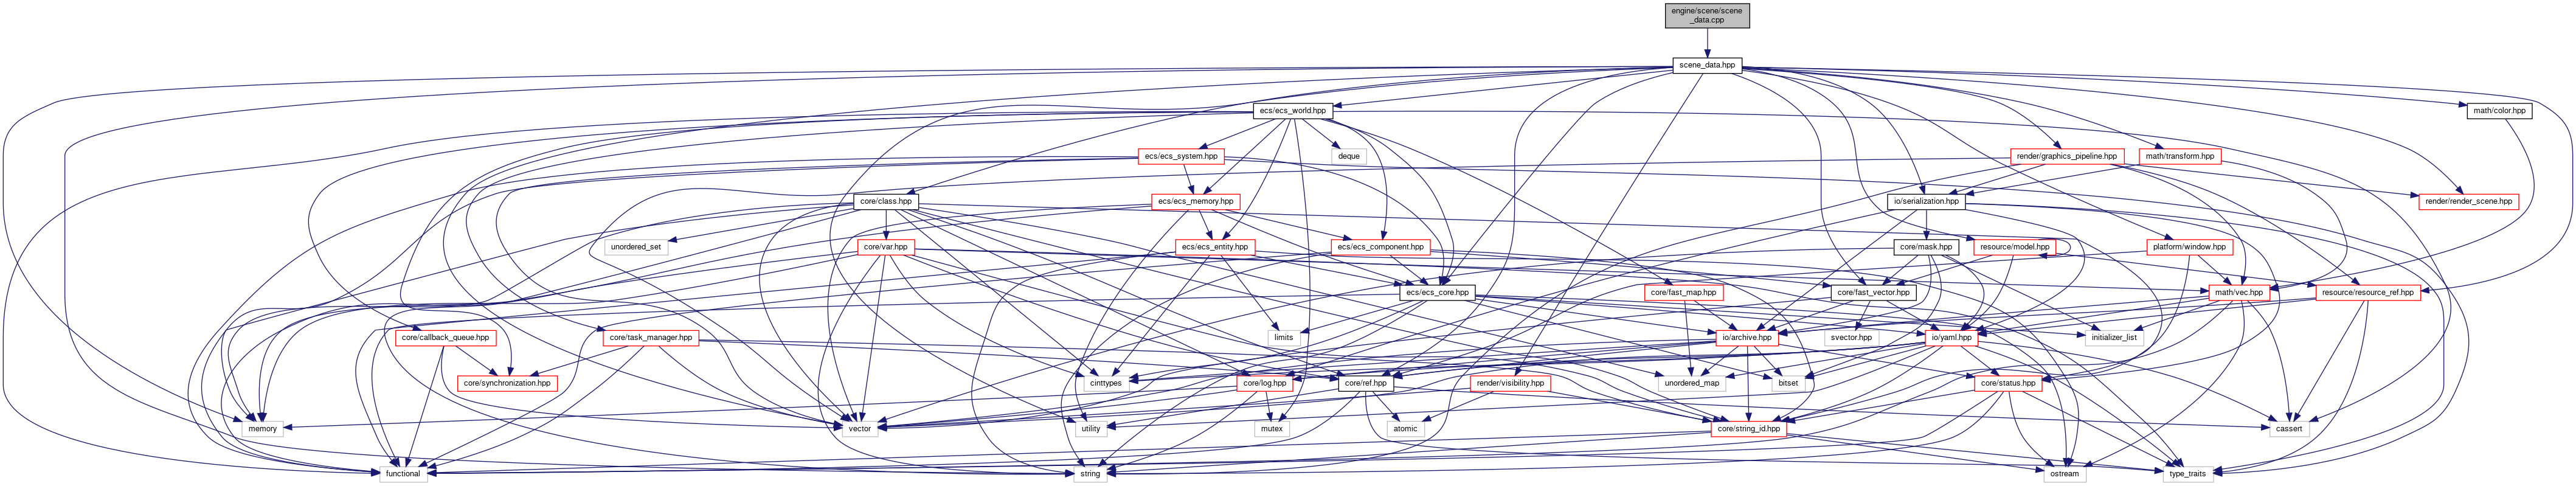 engine/scene/scene
_data.cpp
scene_data.hpp
ecs/ecs_world.hpp
math/color.hpp
ecs/ecs_system.hpp
deque
render/graphics_pipeline.hpp
math/transform.hpp
core/class.hpp
ecs/ecs_memory.hpp
io/serialization.hpp
render/render_scene.hpp
unordered_set
core/var.hpp
ecs/ecs_entity.hpp
ecs/ecs_component.hpp
core/mask.hpp
resource/model.hpp
platform/window.hpp
ecs/ecs_core.hpp
core/fast_map.hpp
core/fast_vector.hpp
math/vec.hpp
resource/resource_ref.hpp
core/callback_queue.hpp
core/task_manager.hpp
limits
io/archive.hpp
svector.hpp
io/yaml.hpp
initializer_list
core/synchronization.hpp
cinttypes
core/log.hpp
core/ref.hpp
render/visibility.hpp
unordered_map
bitset
core/status.hpp
memory
vector
utility
mutex
atomic
core/string_id.hpp
cassert
functional
string
ostream
type_traits